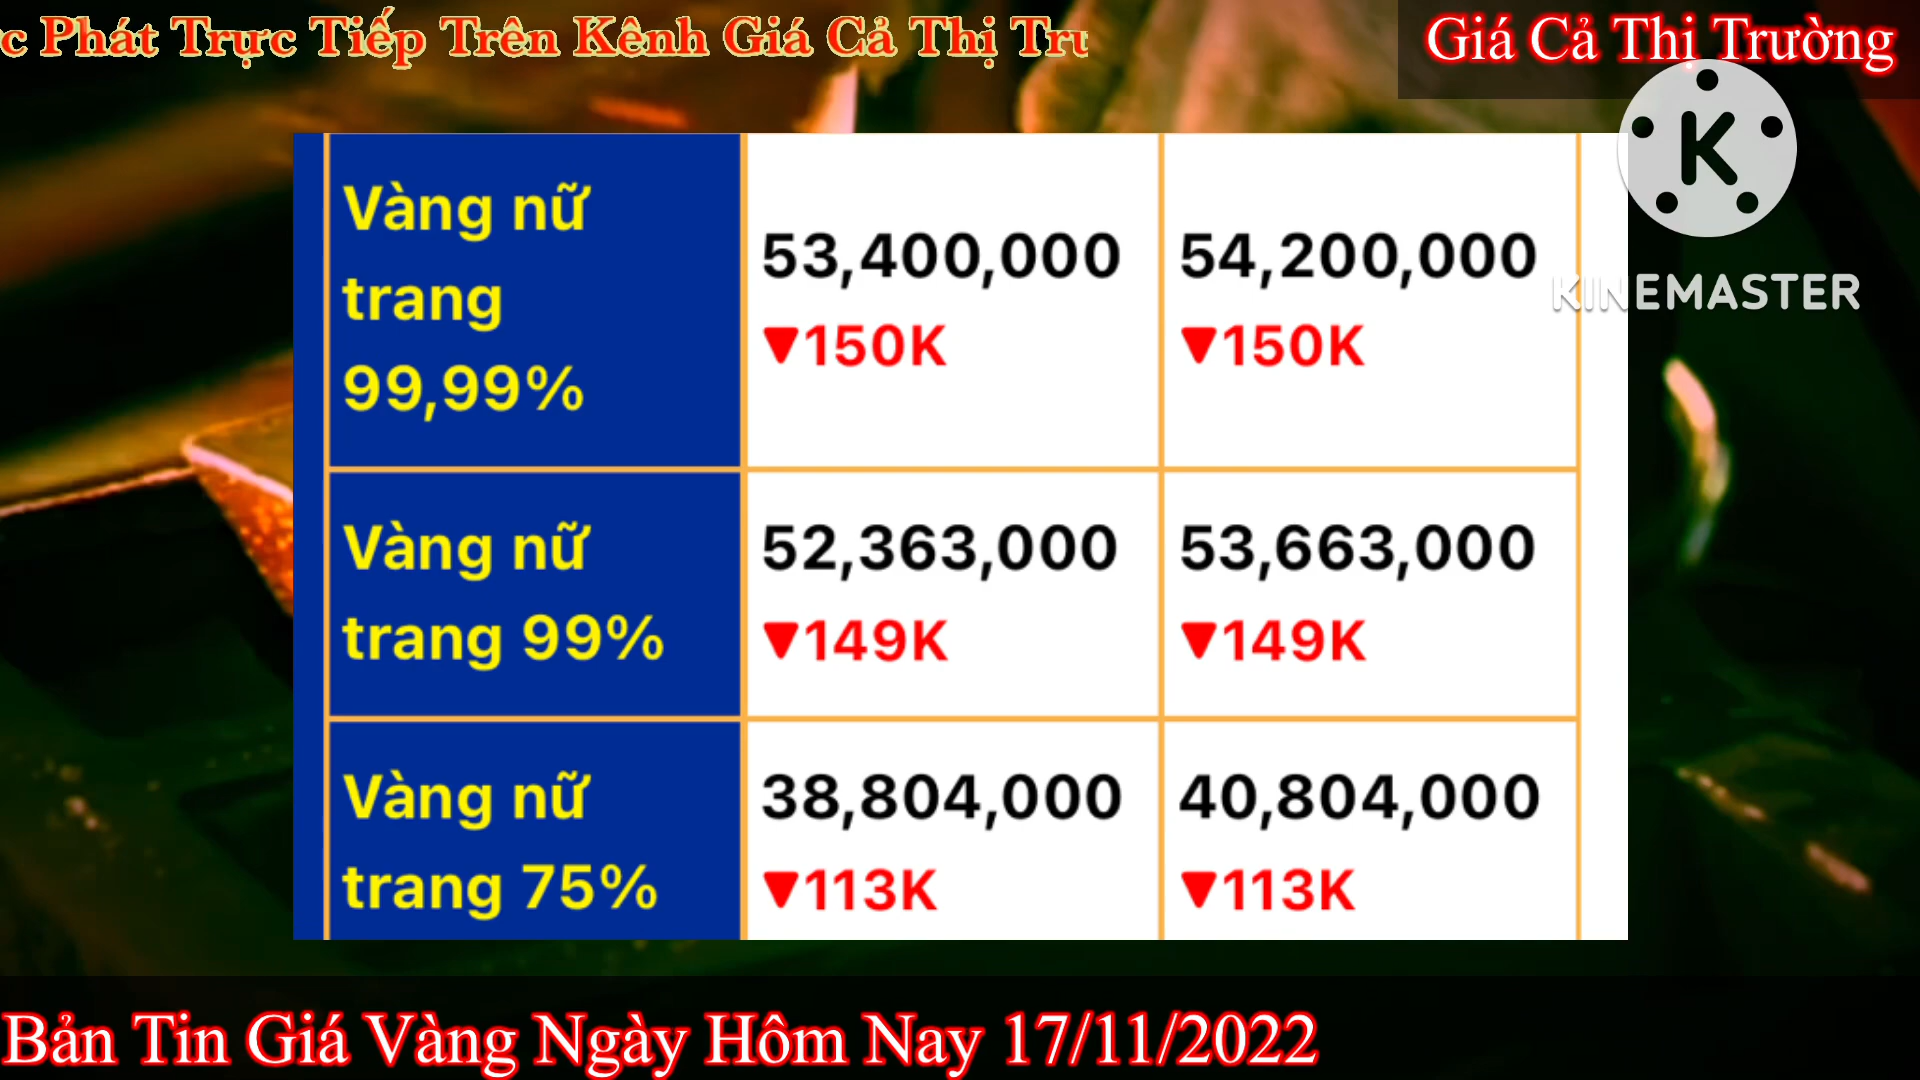 Phát Trực Tiếp Trên Kênh Giá Cả Thị
Giá Cả Thị Trường
K
KINEMASTER
Vàng nữ
trang
99,99%
53,400,000
▼150K
54,200,000
▼150K
Vàng nữ
trang 99%
52,363,000
▼149K
53,663,000
▼149K
Vàng nữ
trang 75%
38,804,000
▼113K
40,804,000
▼113K
Bản Tin Giá Vàng Ngày Hôm Nay 17/11/2022